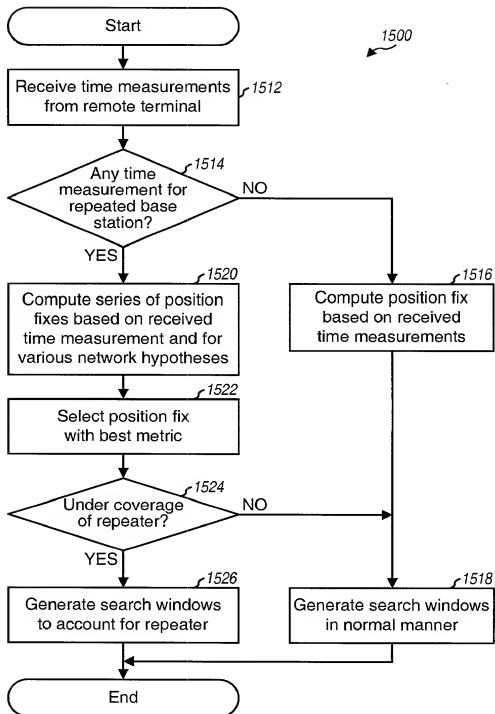 Start
1500
Receive time measurements
from remote terminal
1512
1514
Any time
measurement for
repeated base
station?
NO
YES
1520
Compute series of position
fixes based on received
time measurement and for
various network hypotheses
1516
Compute position fix
based on received
time measurements
1522
Select position fix
with best metric
1524
Under coverage
of repeater?
NO
YES
1526
Generate search windows
to account for repeater
1518
Generate search windows
in normal manner
End